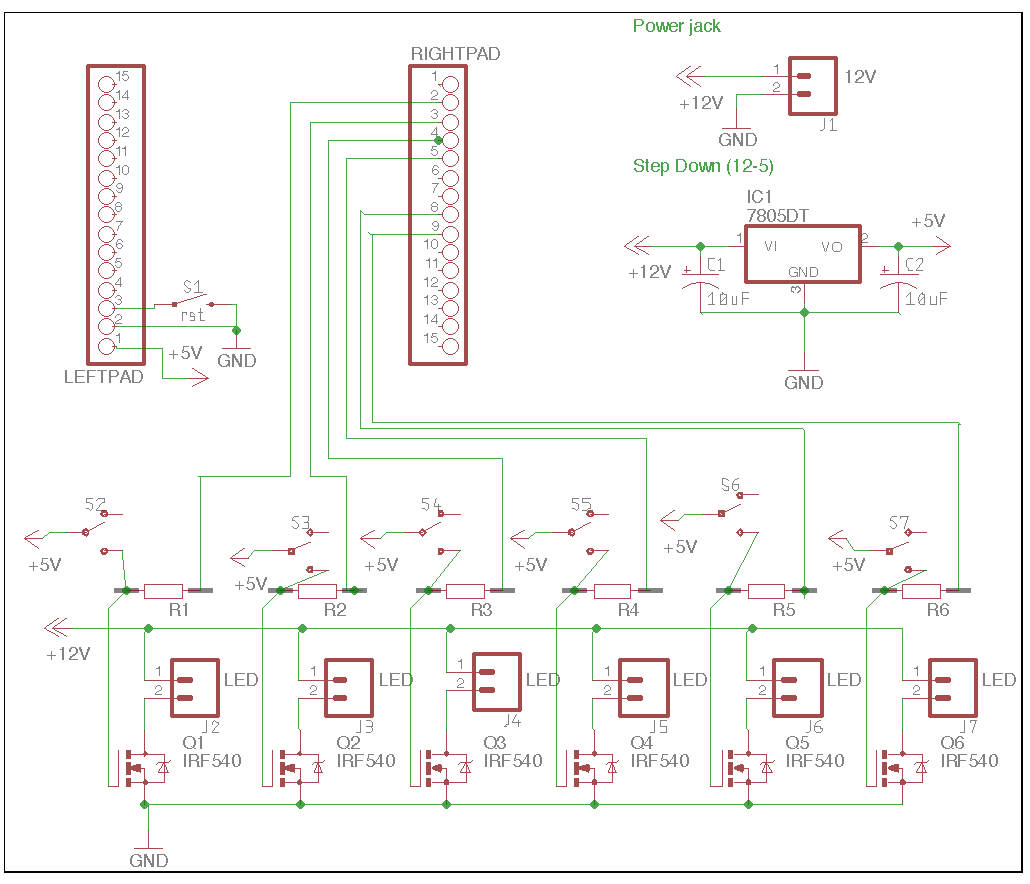 Power jack
RIGHTPAD
15
14
13
12
11
10
9
8
7
6
5
4
3
2
1
LEFTPAD
1
2
3
4
5
6
7
8
9
10
11
12
13
14
15
S1
rst
GND
+5V
1
2
12V
+12V
J1
GND
Step Down (12-5)
IC1
7805DT
+5V
1
VI
VO
2
GND
3
+12V
C1
10uF
C2
10uF
GND
S2
S3
S4
S5
S6
S7
+5V
+5V
+5V
+5V
+5V
+5V
R1
R2
R3
R4
R5
R6
+12V
1
2
LED
J2
1
2
LED
J3
1
2
LED
J4
1
2
LED
J5
1
2
LED
J6
1
2
LED
J7
Q1
IRF540
Q2
IRF540
Q3
IRF540
Q4
IRF540
Q5
IRF540
Q6
IRF540
GND